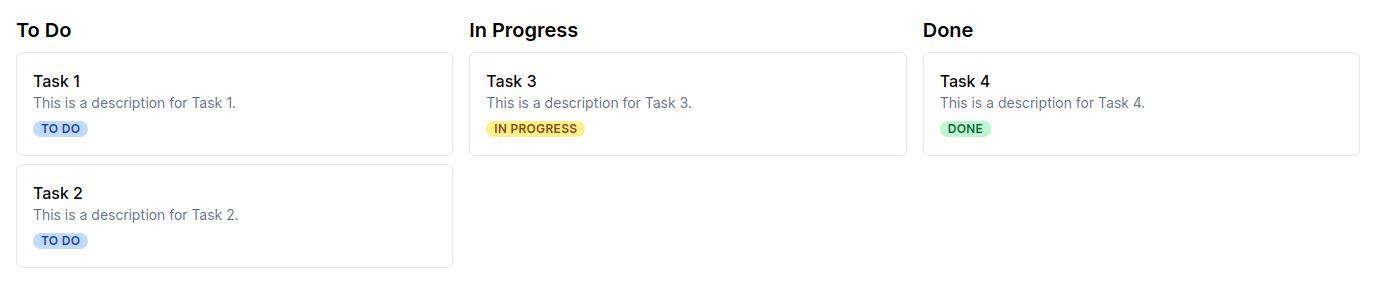 To Do
Task 1
This is a description for Task 1.
TO DO
Task 2
This is a description for Task 2.
TO DO
In Progress
Task 3
This is a description for Task 3.
IN PROGRESS
Done
Task 4
This is a description for Task 4.
DONE